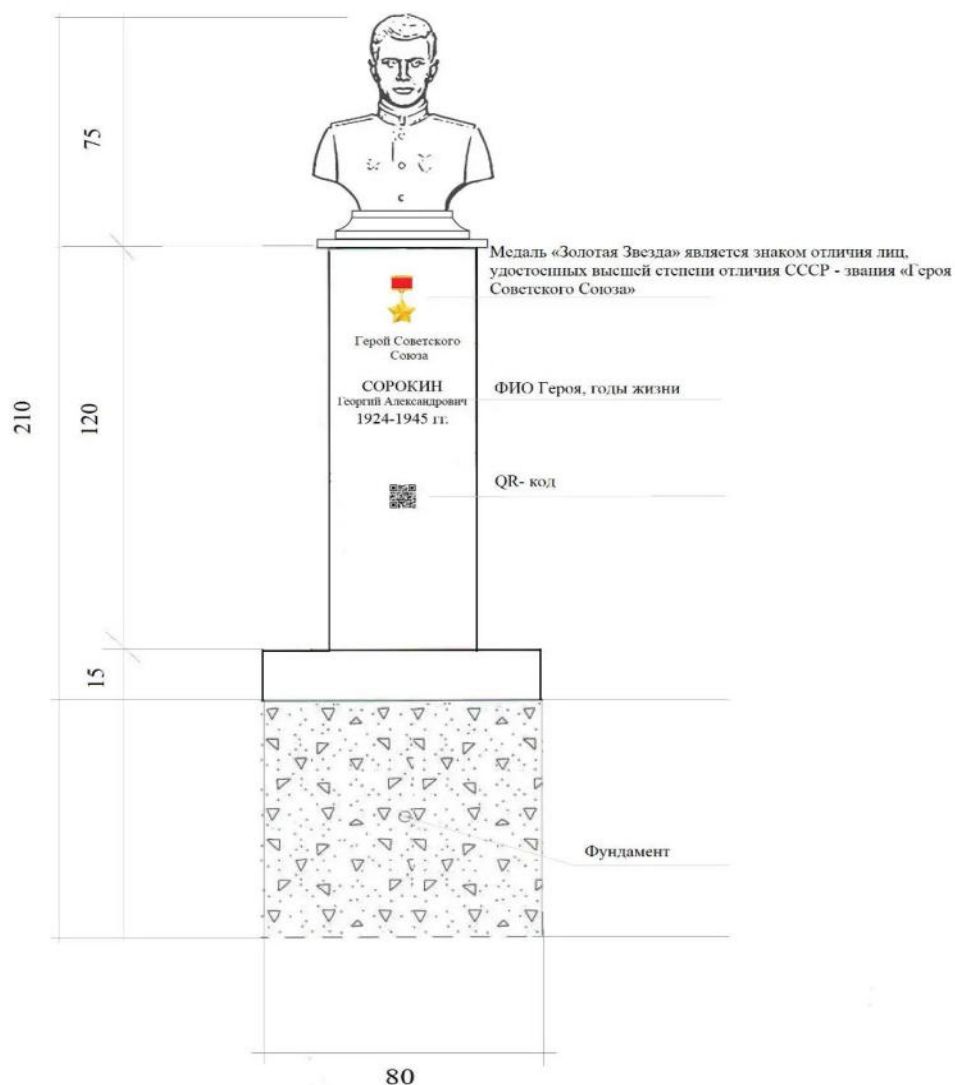 75
Медаль «Золотая Звезда» является знаком отличия лиц,
удостоенных высшей степени отличия СССР - звания «Героя
Советского Союза»
Герой Советского
Союза
СОРОКИН
Георгий Александрович
1924-1945 гг.
ФИО Героя, годы жизни
210
120
QR- код
15
Фундамент
80